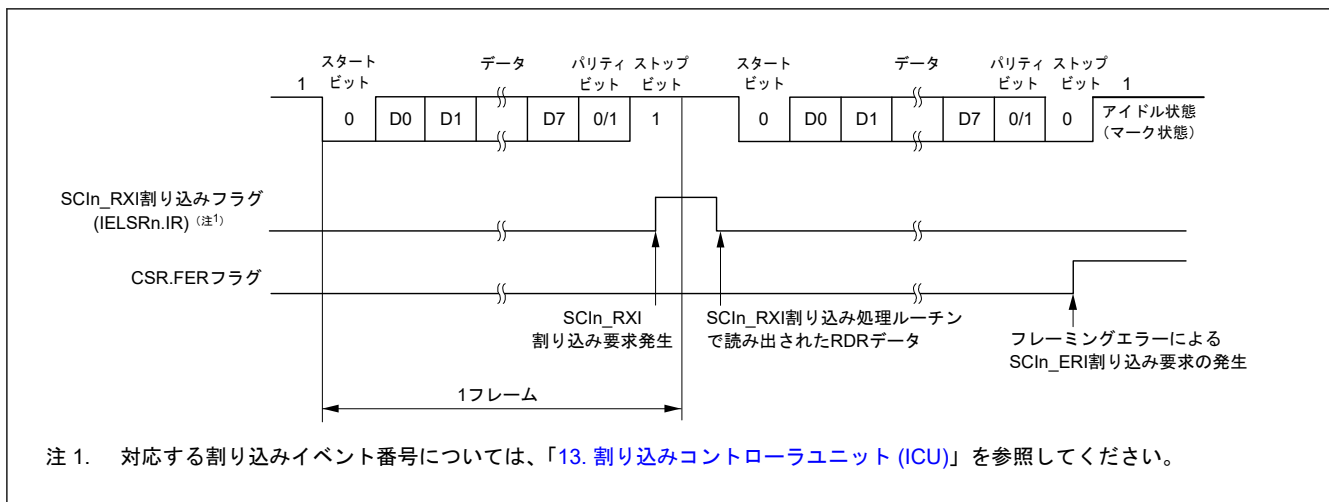 スタート
ビット
データ
パリティ
ビット
ストップ
ビット
スタート
ビット
データ
パリティ
ビット
ストップ
ビット
1
1
0 D0 D1 D7 0/1 1
0 D0 D1 D7 0/1 0
アイドル状態
(マーク状態)
SCIn_RXI割り込みフラグ
(IELSRn.IR) (注1)
CSR.FERフラグ
SCIn_RXI
割り込み要求発生
SCIn_RXI割り込み処理ルーチン
で読み出されたRDRデータ
フレーミングエラーによる
SCIn_ERI割り込み要求の発生
1フレーム
注 1. 対応する割り込みイベント番号については、「13. 割り込みコントローラユニット (ICU)」を参照してください。